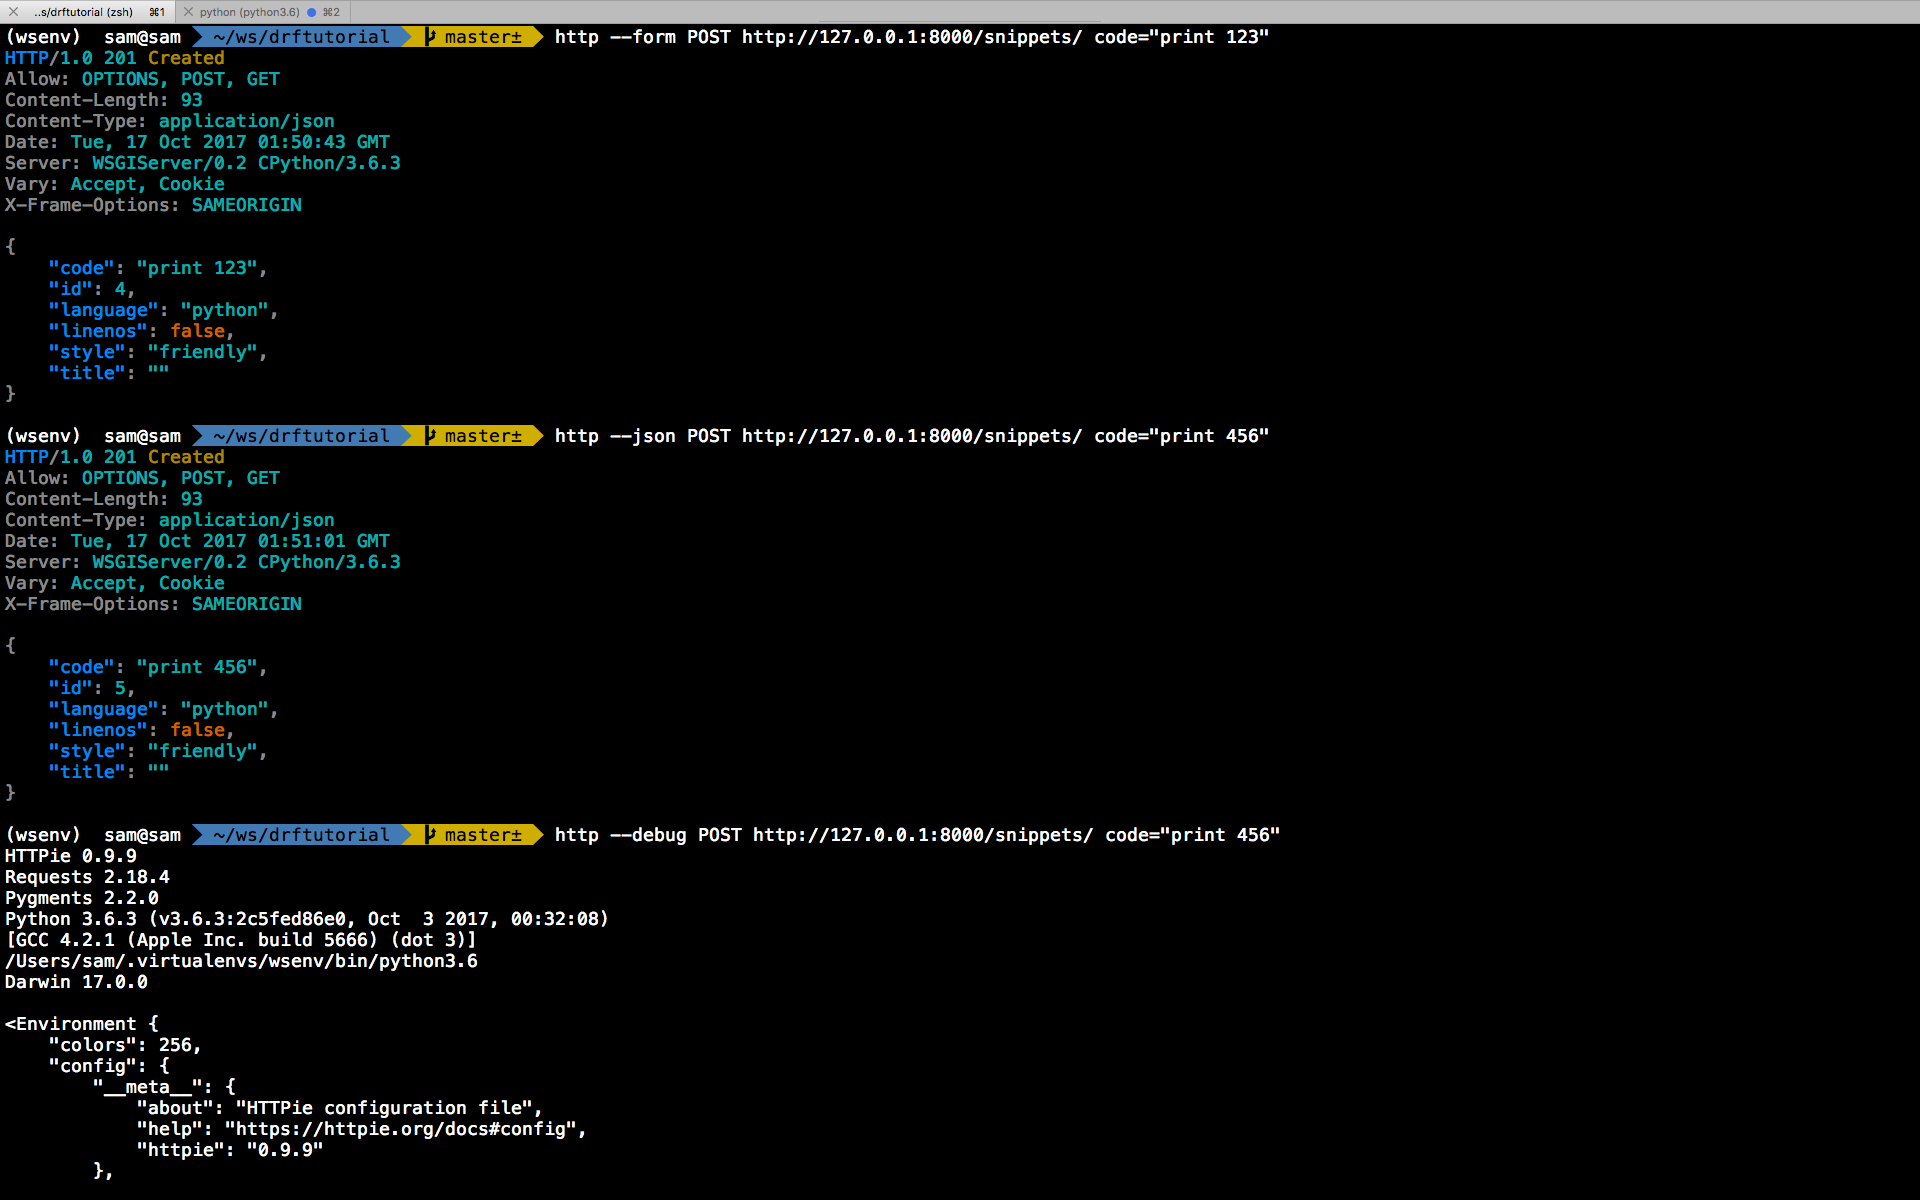 ..s/drftutorial (zsh) ⌘1 python (python3.6) ⌘2
(wsenv) sam@sam ~/ws/drftutorial master± http --form POST http://127.0.0.1:8000/snippets/ code="print 123"
HTTP/1.0 201 Created
Allow: OPTIONS, POST, GET
Content-Length: 93
Content-Type: application/json
Date: Tue, 17 Oct 2017 01:50:43 GMT
Server: WSGIServer/0.2 CPython/3.6.3
Vary: Accept, Cookie
X-Frame-Options: SAMEORIGIN
{
    "code": "print 123",
    "id": 4,
    "language": "python",
    "linenos": false,
    "style": "friendly",
    "title": ""
}
(wsenv) sam@sam ~/ws/drftutorial master± http --json POST http://127.0.0.1:8000/snippets/ code="print 456"
HTTP/1.0 201 Created
Allow: OPTIONS, POST, GET
Content-Length: 93
Content-Type: application/json
Date: Tue, 17 Oct 2017 01:51:01 GMT
Server: WSGIServer/0.2 CPython/3.6.3
Vary: Accept, Cookie
X-Frame-Options: SAMEORIGIN
{
    "code": "print 456",
    "id": 5,
    "language": "python",
    "linenos": false,
    "style": "friendly",
    "title": ""
}
(wsenv) sam@sam ~/ws/drftutorial master± http --debug POST http://127.0.0.1:8000/snippets/ code="print 456"
HTTPie 0.9.9
Requests 2.18.4
Pygments 2.2.0
Python 3.6.3 (v3.6.3:2c5fed86e0, Oct  3 2017, 00:32:08)
[GCC 4.2.1 (Apple Inc. build 5666) (dot 3)]
/Users/sam/.virtualenvs/wsenv/bin/python3.6
Darwin 17.0.0
<Environment {
    "colors": 256,
    "config": {
        "__meta__": {
            "about": "HTTPie configuration file",
            "help": "https://httpie.org/docs#config",
            "httpie": "0.9.9"
        },